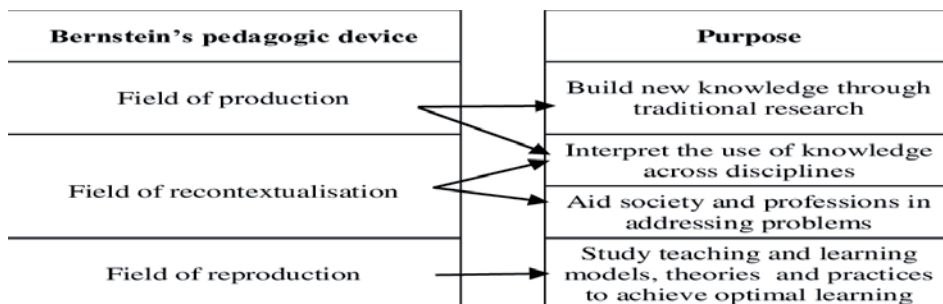 Bernstein's pedagogic device
Purpose
Field of production
Build new knowledge through
traditional research
Field of recontextualisation
Interpret the use of knowledge
across disciplines
Aid society and professions in
addressing problems
Field of reproduction
Study teaching and learning
models, theories and practices
to achieve optimal learning